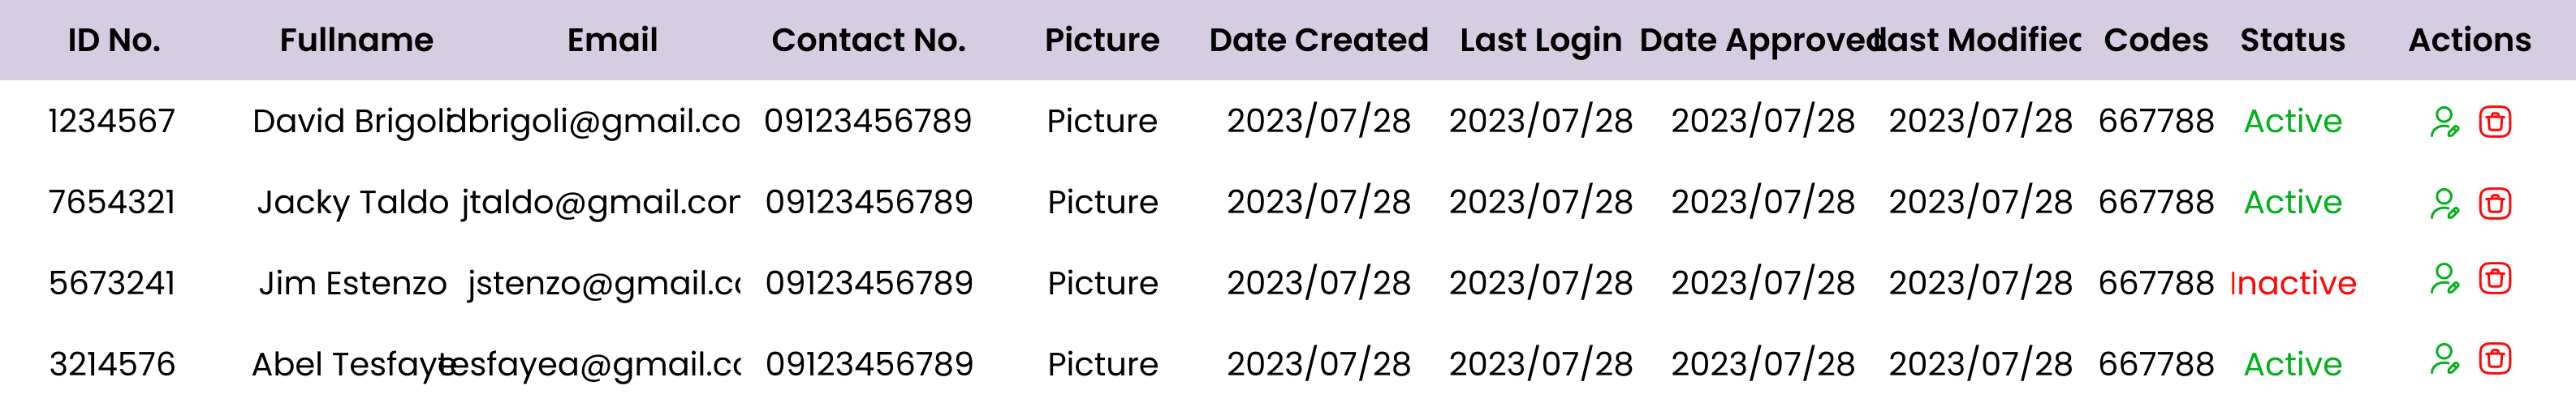 ID No. Fullname Email Contact No. Picture Date Created Last Login Date Approved Last Modified Codes Status Actions
1234567 David Brigoli dbrigoli@gmail.co 09123456789 Picture 2023/07/28 2023/07/28 2023/07/28 2023/07/28 667788 Active
7654321 Jacky Taldo jtaldo@gmail.com 09123456789 Picture 2023/07/28 2023/07/28 2023/07/28 2023/07/28 667788 Active
5673241 Jim Estenzo jstenzo@gmail.co 09123456789 Picture 2023/07/28 2023/07/28 2023/07/28 2023/07/28 667788 Inactive
3214576 Abel Tesfaye tesfayea@gmail.co 09123456789 Picture 2023/07/28 2023/07/28 2023/07/28 2023/07/28 667788 Active